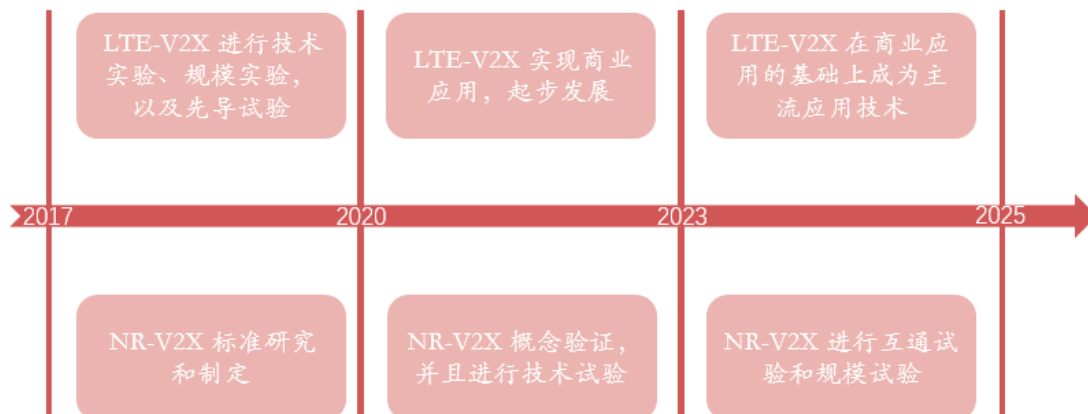 LTE-V2X 进行技术
实验、规模实验，
以及先导试验
LTE-V2X 实现商业
应用，起步发展
LTE-V2X 在商业应
用的基础上成为主
流应用技术
2017
2020
2023
2025
NR-V2X 标准研究
和制定
NR-V2X 概念验证，
并且进行技术试验
NR-V2X 进行互通试
验和规模试验